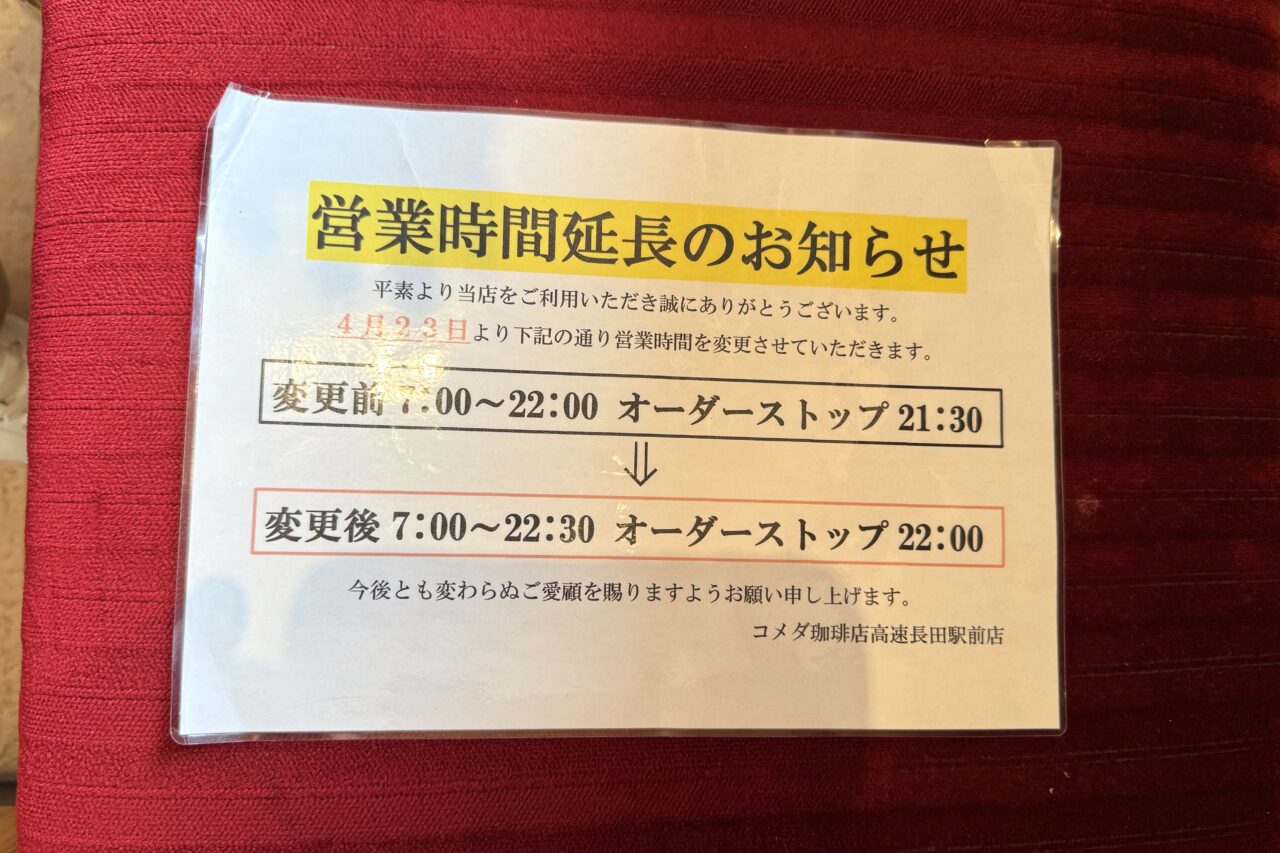 営業時間延長のお知らせ
平素より当店をご利用いただき誠にありがとうございます。
４月２３日より下記の通り営業時間を変更させていただきます。
変更前 7：00～22：00 オーダーストップ 21：30
⇓
変更後 7：00～22：30 オーダーストップ 22：00
今後とも変わらぬご愛顧を賜りますようお願い申し上げます。
コメダ珈琲店高速長田駅前店